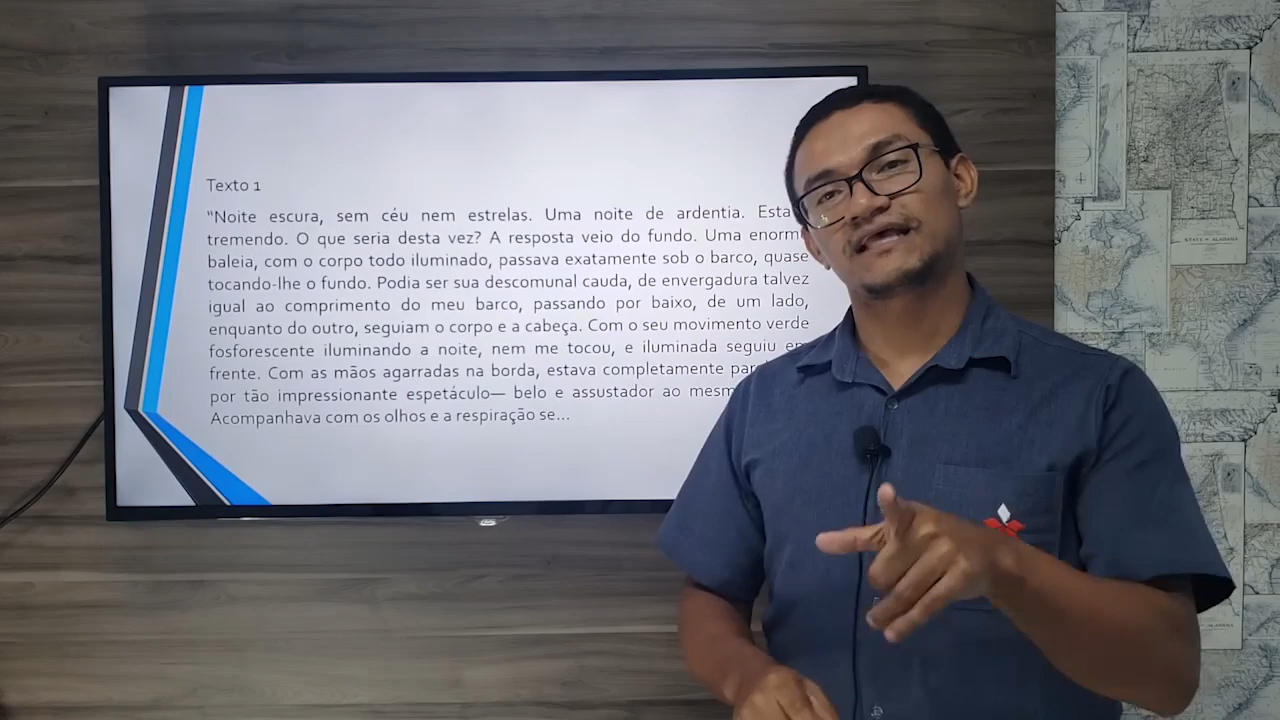 Texto 1
“Noite escura, sem céu nem estrelas. Uma noite de ardentia.
tremendo. O que seria desta vez? A resposta veio do fundo. Uma
baleia, com o corpo todo iluminado, passava exatamente sob o barco, quase
tocando-lhe o fundo. Podia ser sua descomunal cauda, de envergadura talvez
igual ao comprimento do meu barco, passando por baixo, de um lado,
enquanto do outro, seguiam o corpo e a cabeça. Com o seu movimento verde
fosforescente iluminando a noite, nem me tocou, e iluminada seguiu em
frente. Com as mãos agarradas na borda, estava completamente
por tão impressionante espetáculo— belo e assustador ao
Acompanhava com os olhos e a respiração se...
STATE OF ALABAMA